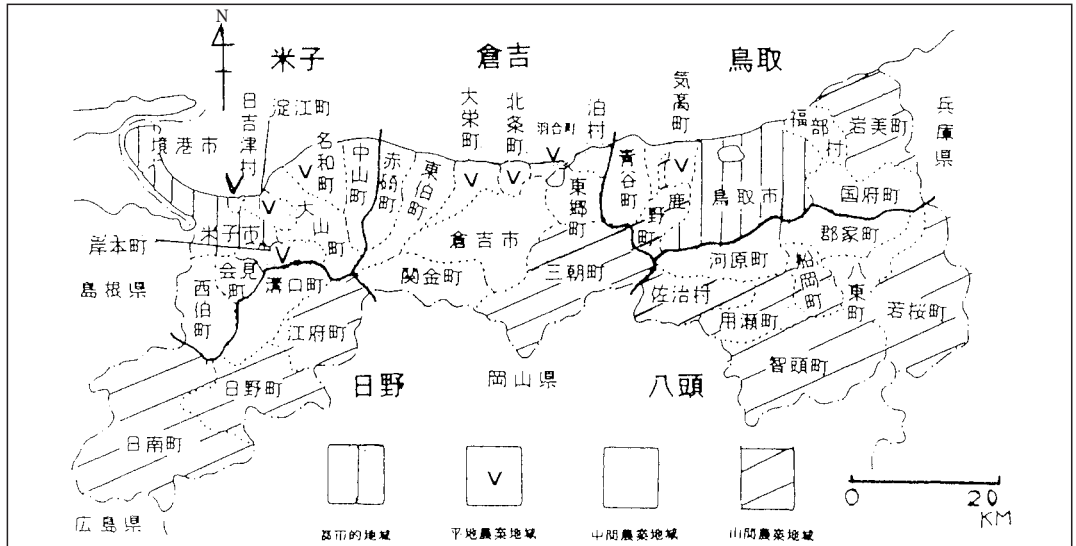 N
米子
倉吉
鳥取
日吉津村
淀江町
名和町
中山町
赤碕町
東伯町
大栄町
北条町
羽合町
泊村
気高町
福部村
岩美町
兵庫県
境港市
米子市
大山町
東郷町
青谷町
鹿野町
鳥取市
国府町
岸本町
会見町
西伯町
溝口町
江府町
倉吉市
関金町
三朝町
河原町
郡家町
船岡町
八東町
若桜町
佐治村
用瀬町
智頭町
島根県
日野町
日南町
日野
岡山県
八頭
広島県
都市的地域
平地農業地域
中間農業地域
山間農業地域
0 20
KM